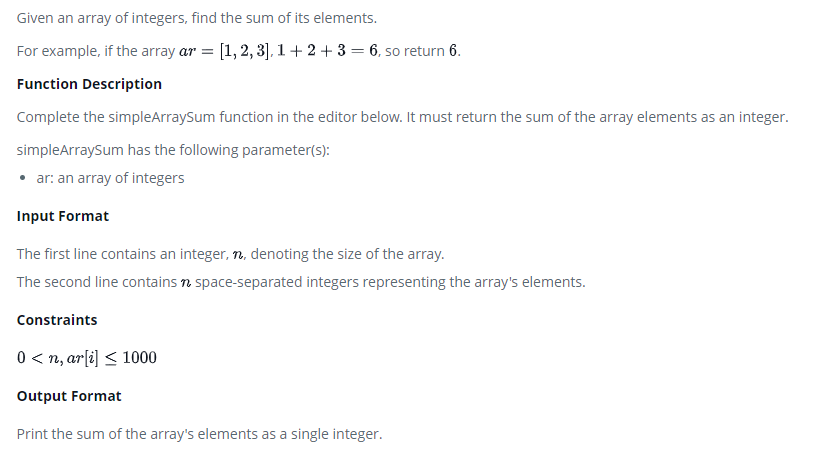 Given an array of integers, find the sum of its elements.
For example, if the array ar = [1, 2, 3], 1 + 2 + 3 = 6, so return 6.
Function Description
Complete the simpleArraySum function in the editor below. It must return the sum of the array elements as an integer.
simpleArraySum has the following parameter(s):
• ar: an array of integers
Input Format
The first line contains an integer, n, denoting the size of the array.
The second line contains n space-separated integers representing the array's elements.
Constraints
0 < n, ar[i] ≤ 1000
Output Format
Print the sum of the array's elements as a single integer.